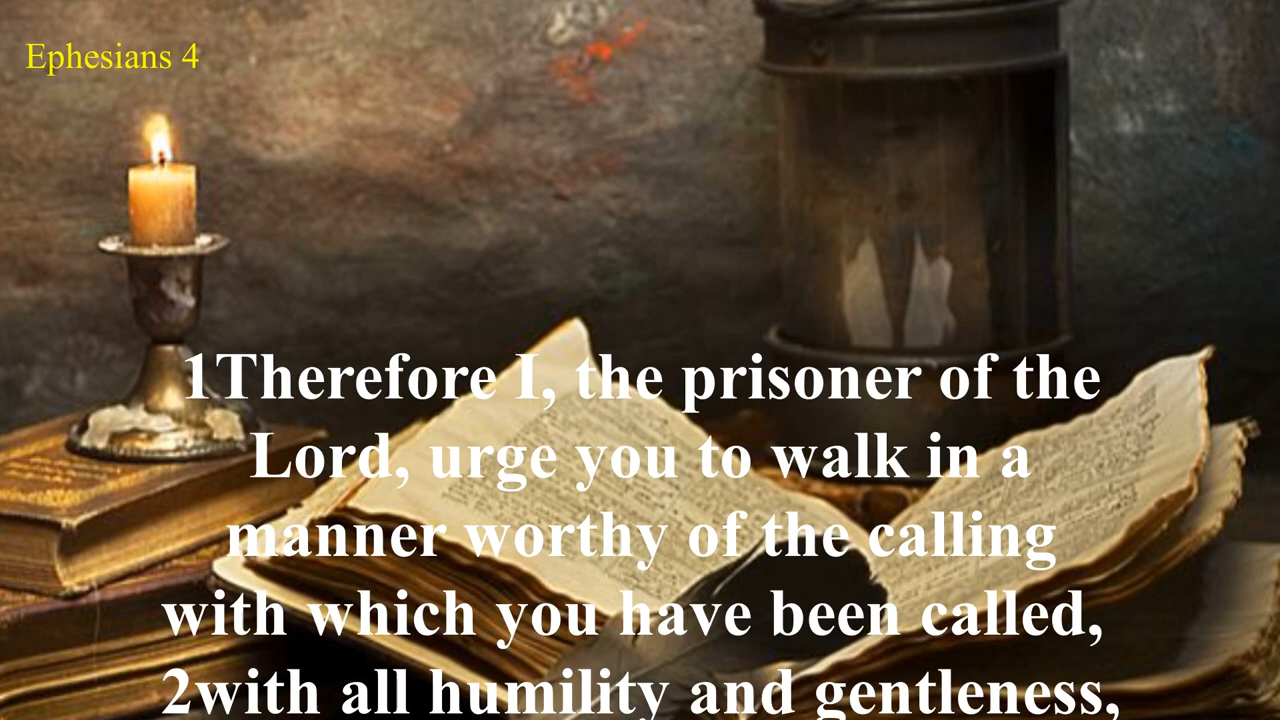 Ephesians 4
1Therefore I, the prisoner of the
Lord, urge you to walk in a
manner worthy of the calling
with which you have been called,
2with all humility and gentleness,